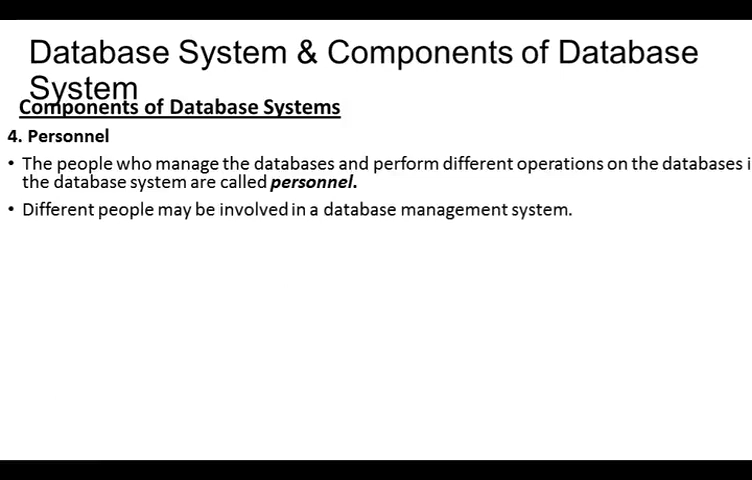 Database System & Components of Database
System
Components of Database Systems
4. Personnel
• The people who manage the databases and perform different operations on the databases i
the database system are called personnel.
• Different people may be involved in a database management system.